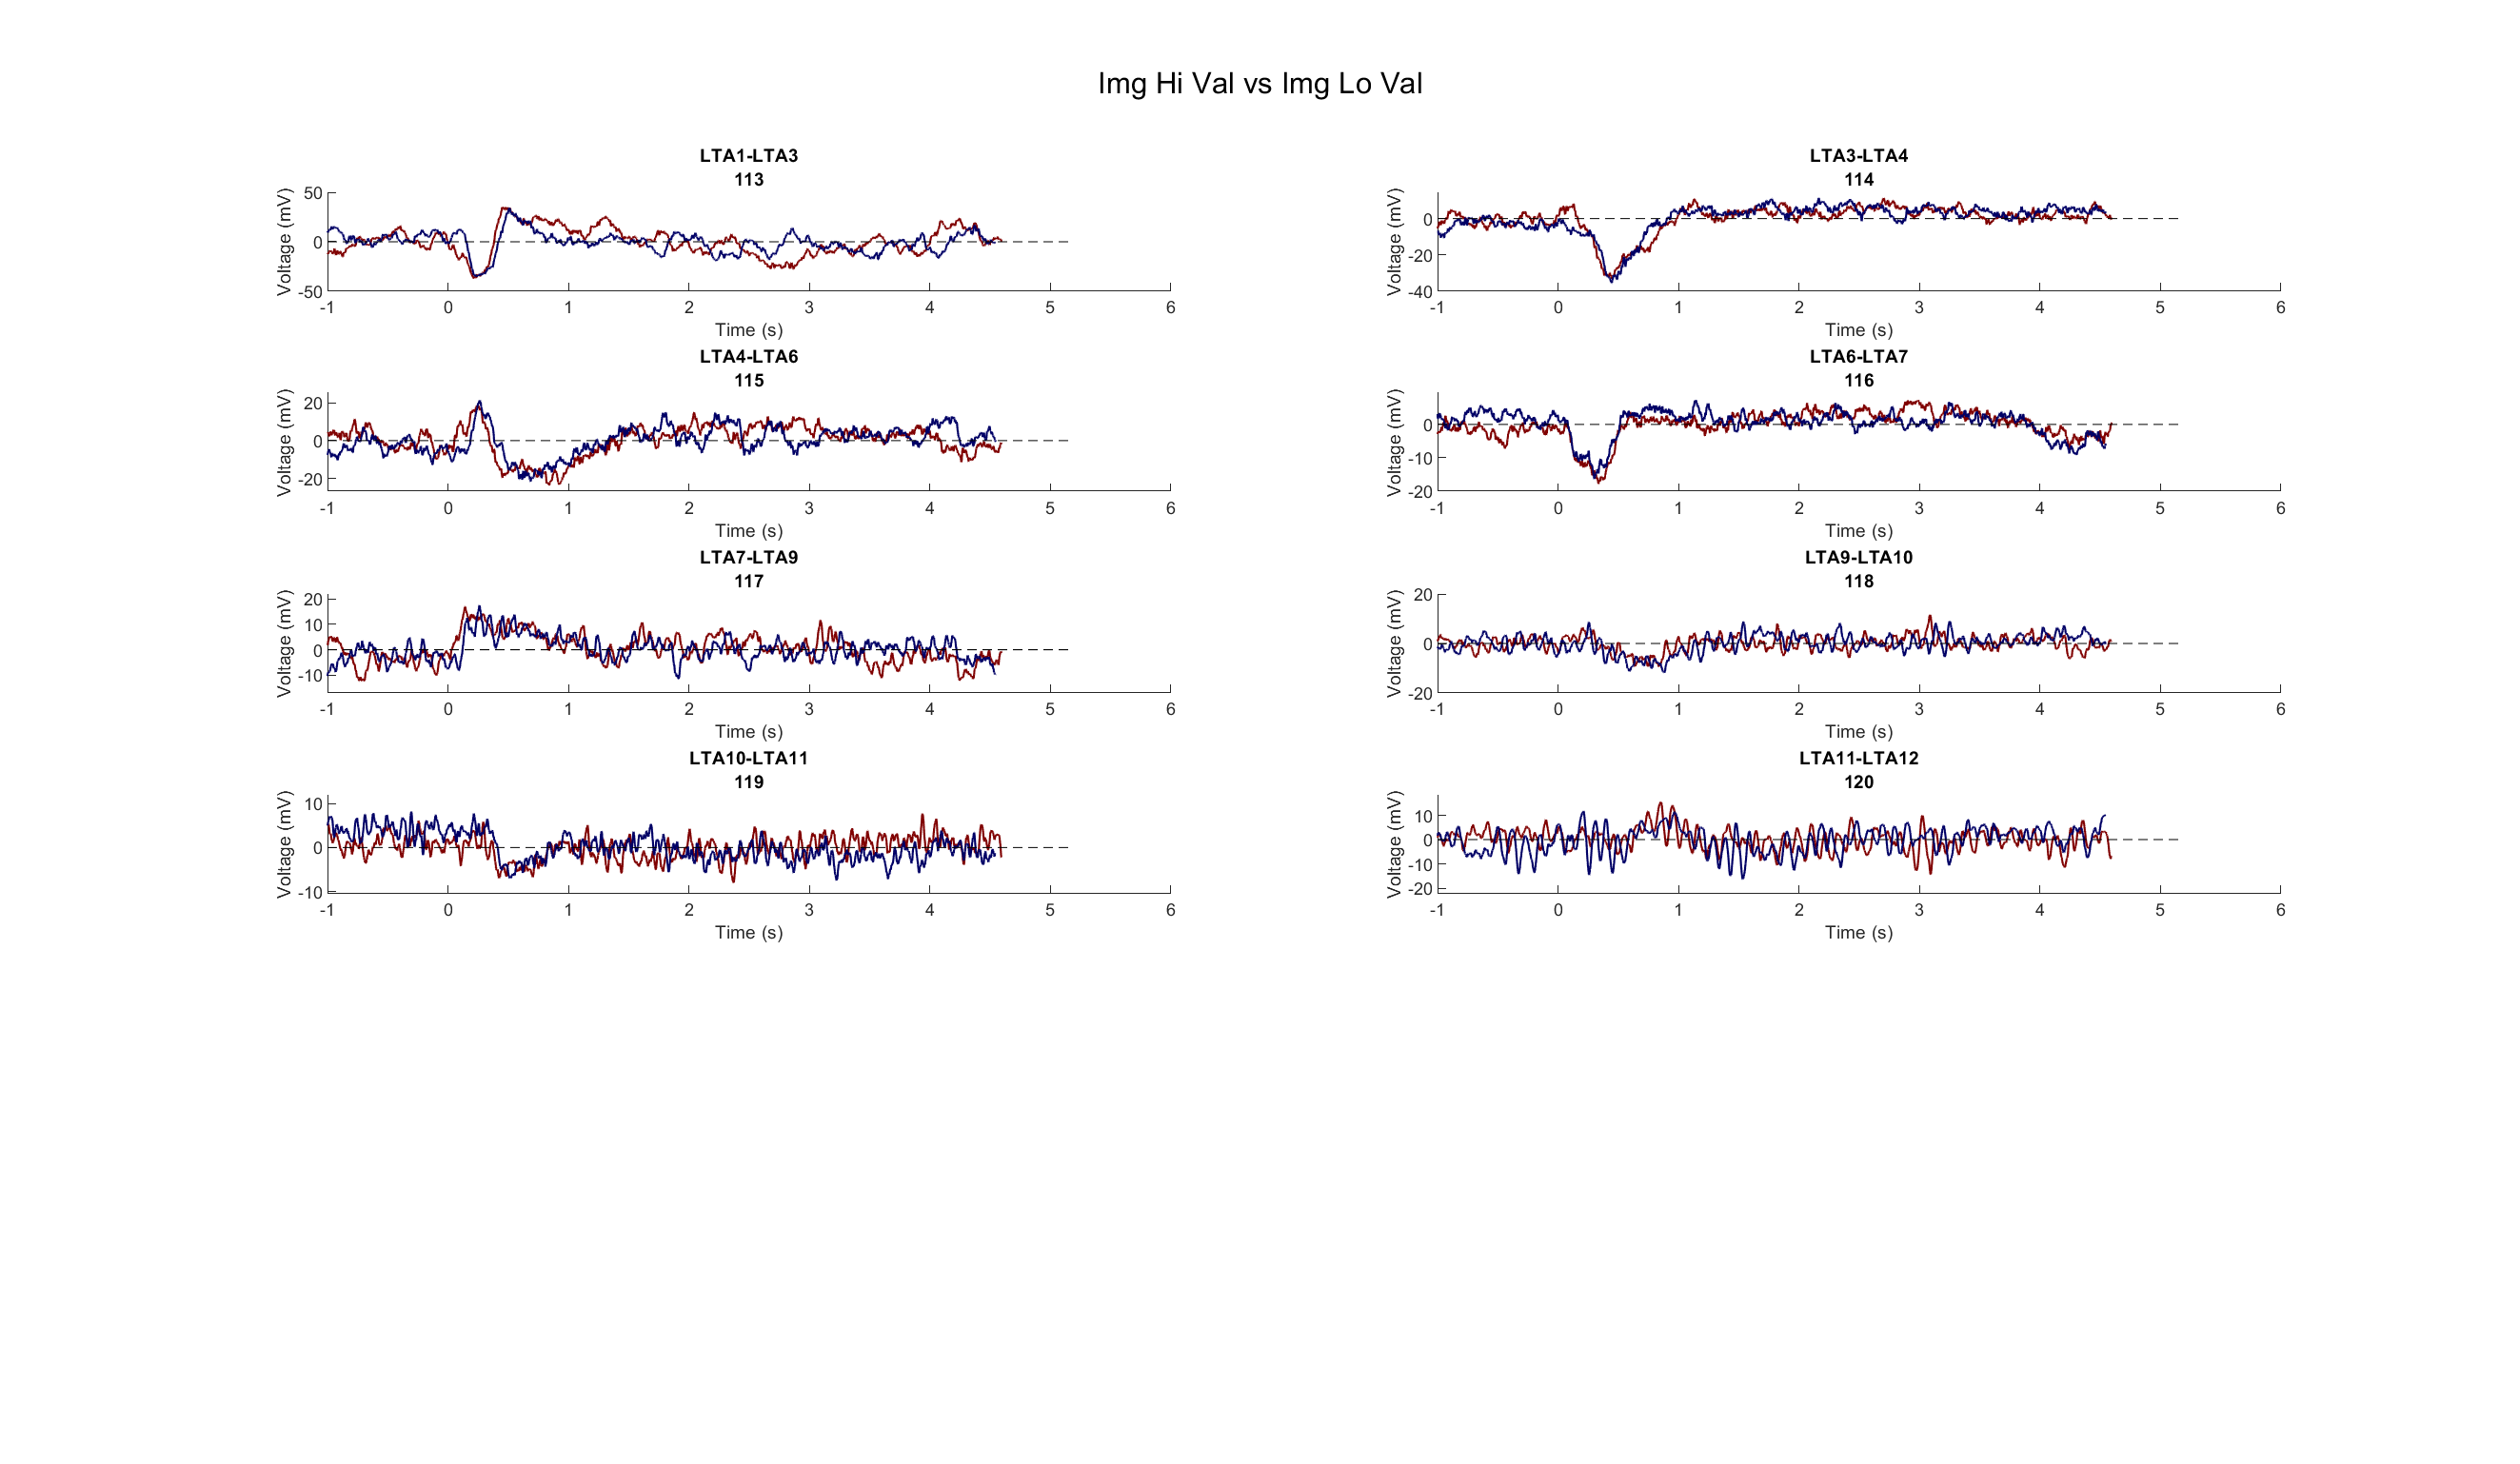 Img Hi Val vs Img Lo Val
LTA1-LTA3
113
Voltage (mV)
50
0
-50
-1 0 1 2 3 4 5 6
Time (s)
LTA3-LTA4
114
Voltage (mV)
0
-20
-40
-1 0 1 2 3 4 5 6
Time (s)
LTA4-LTA6
115
Voltage (mV)
20
0
-20
-1 0 1 2 3 4 5 6
Time (s)
LTA6-LTA7
116
Voltage (mV)
0
-10
-20
-1 0 1 2 3 4 5 6
Time (s)
LTA7-LTA9
117
Voltage (mV)
20
10
0
-10
-1 0 1 2 3 4 5 6
Time (s)
LTA9-LTA10
118
Voltage (mV)
20
0
-20
-1 0 1 2 3 4 5 6
Time (s)
LTA10-LTA11
119
Voltage (mV)
10
0
-10
-1 0 1 2 3 4 5 6
Time (s)
LTA11-LTA12
120
Voltage (mV)
10
0
-10
-20
-1 0 1 2 3 4 5 6
Time (s)